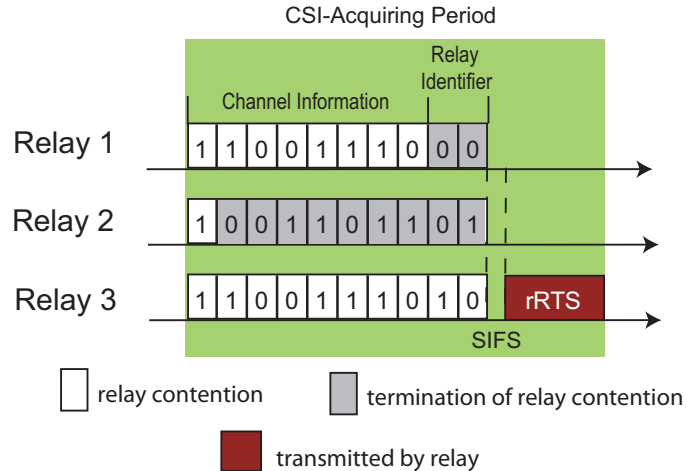 CSI-Acquiring Period
Relay
Identifier
Channel Information
Relay 1
1 1 0 0 1 1 1 0 0 0
Relay 2
1 0 0 1 1 0 1 1 0 1
Relay 3
1 1 0 0 1 1 1 0 1 0
rRTS
SIFS
relay contention
termination of relay contention
transmitted by relay